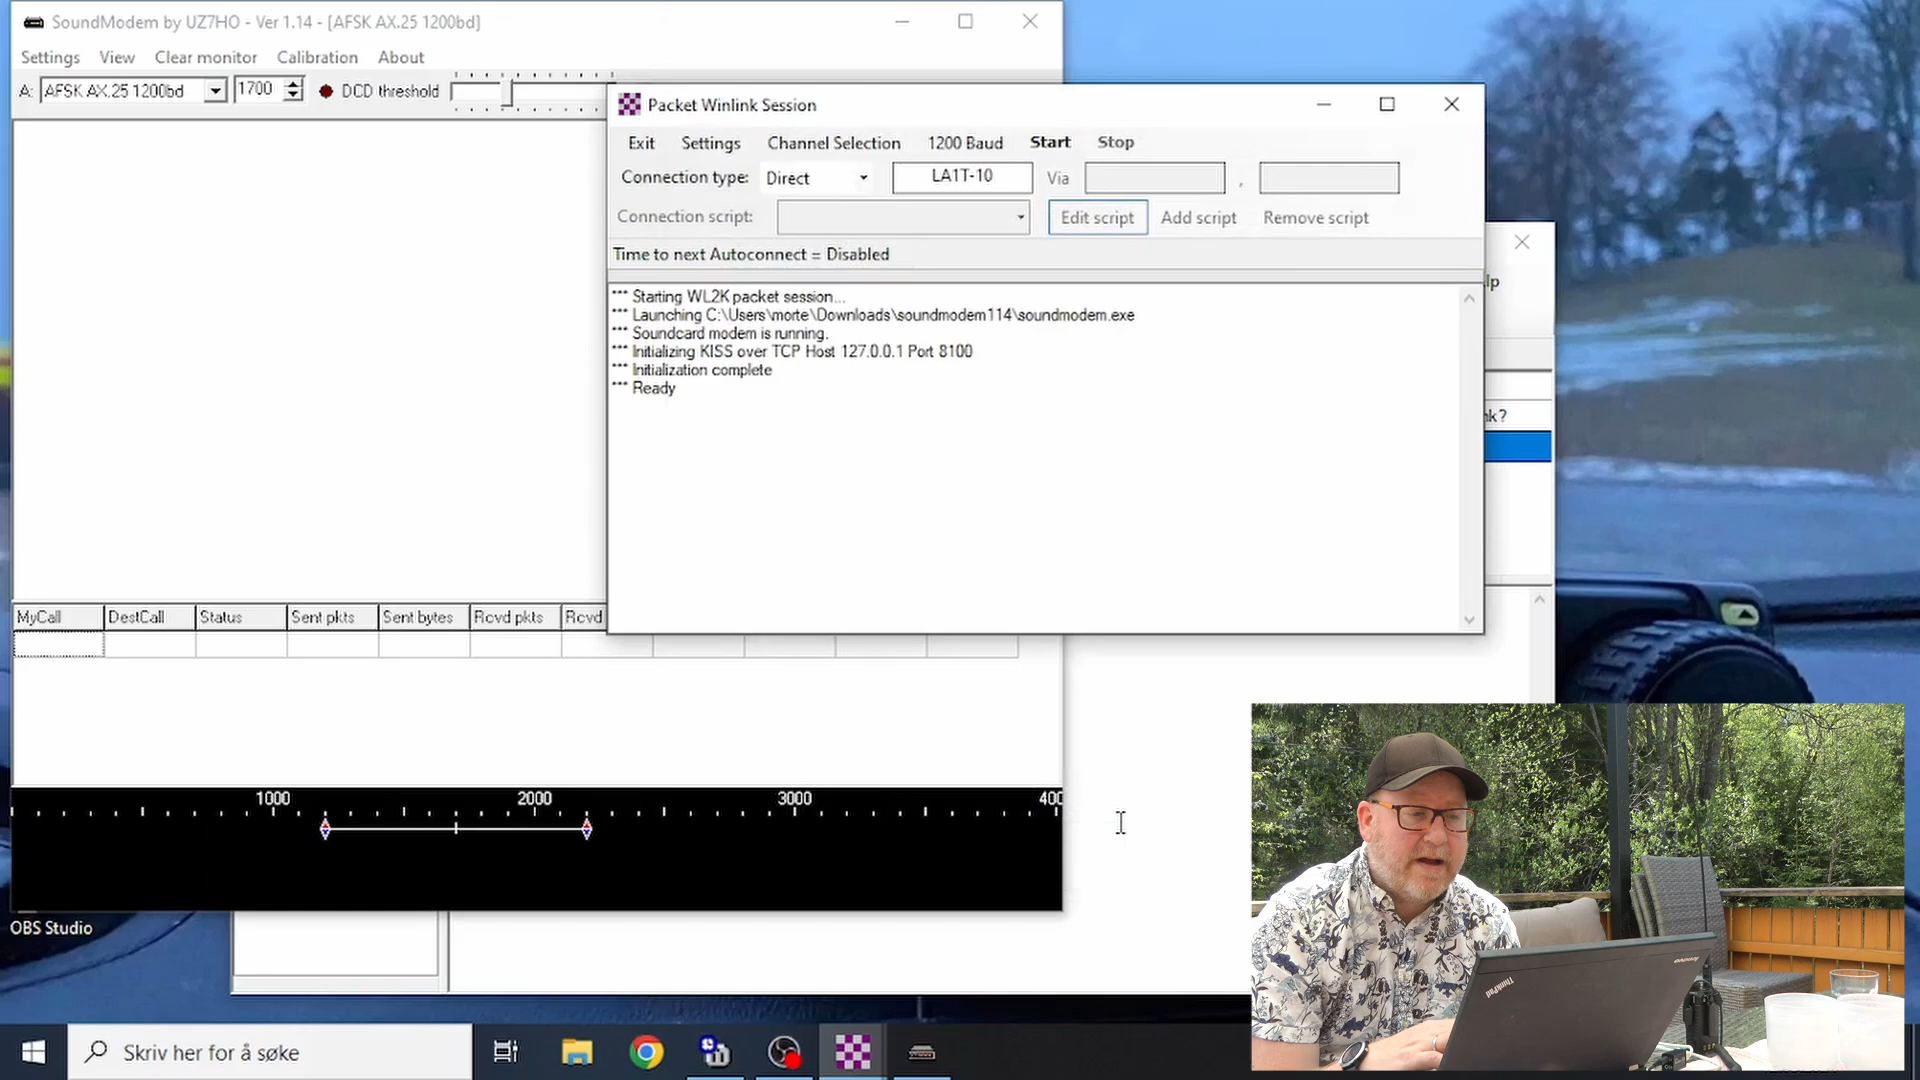 SoundModem by UZ7HO - Ver 1.14 - [AFSK AX.25 1200bd]
Settings View Clear monitor Calibration About
A: AFSK AX.25 1200bd 1700 DCD threshold
Packet Winlink Session
Exit Settings Channel Selection 1200 Baud Start Stop
Connection type: Direct LA1T-10 Via ,
Connection script: Edit script Add script Remove script
Time to next Autoconnect = Disabled
*** Starting WL2K packet session...
*** Launching C:\Users\morte\Downloads\soundmodem114\soundmodem.exe
*** Soundcard modem is running.
*** Initializing KISS over TCP Host 127.0.0.1 Port 8100
*** Initialization complete
*** Ready
lp
nk?
MyCall DestCall Status Sent pkts Sent bytes Rcvd pkts Rcvd
1000 2000 3000 400
OBS Studio
Skriv her for å søke
ThinkPad
lenovo